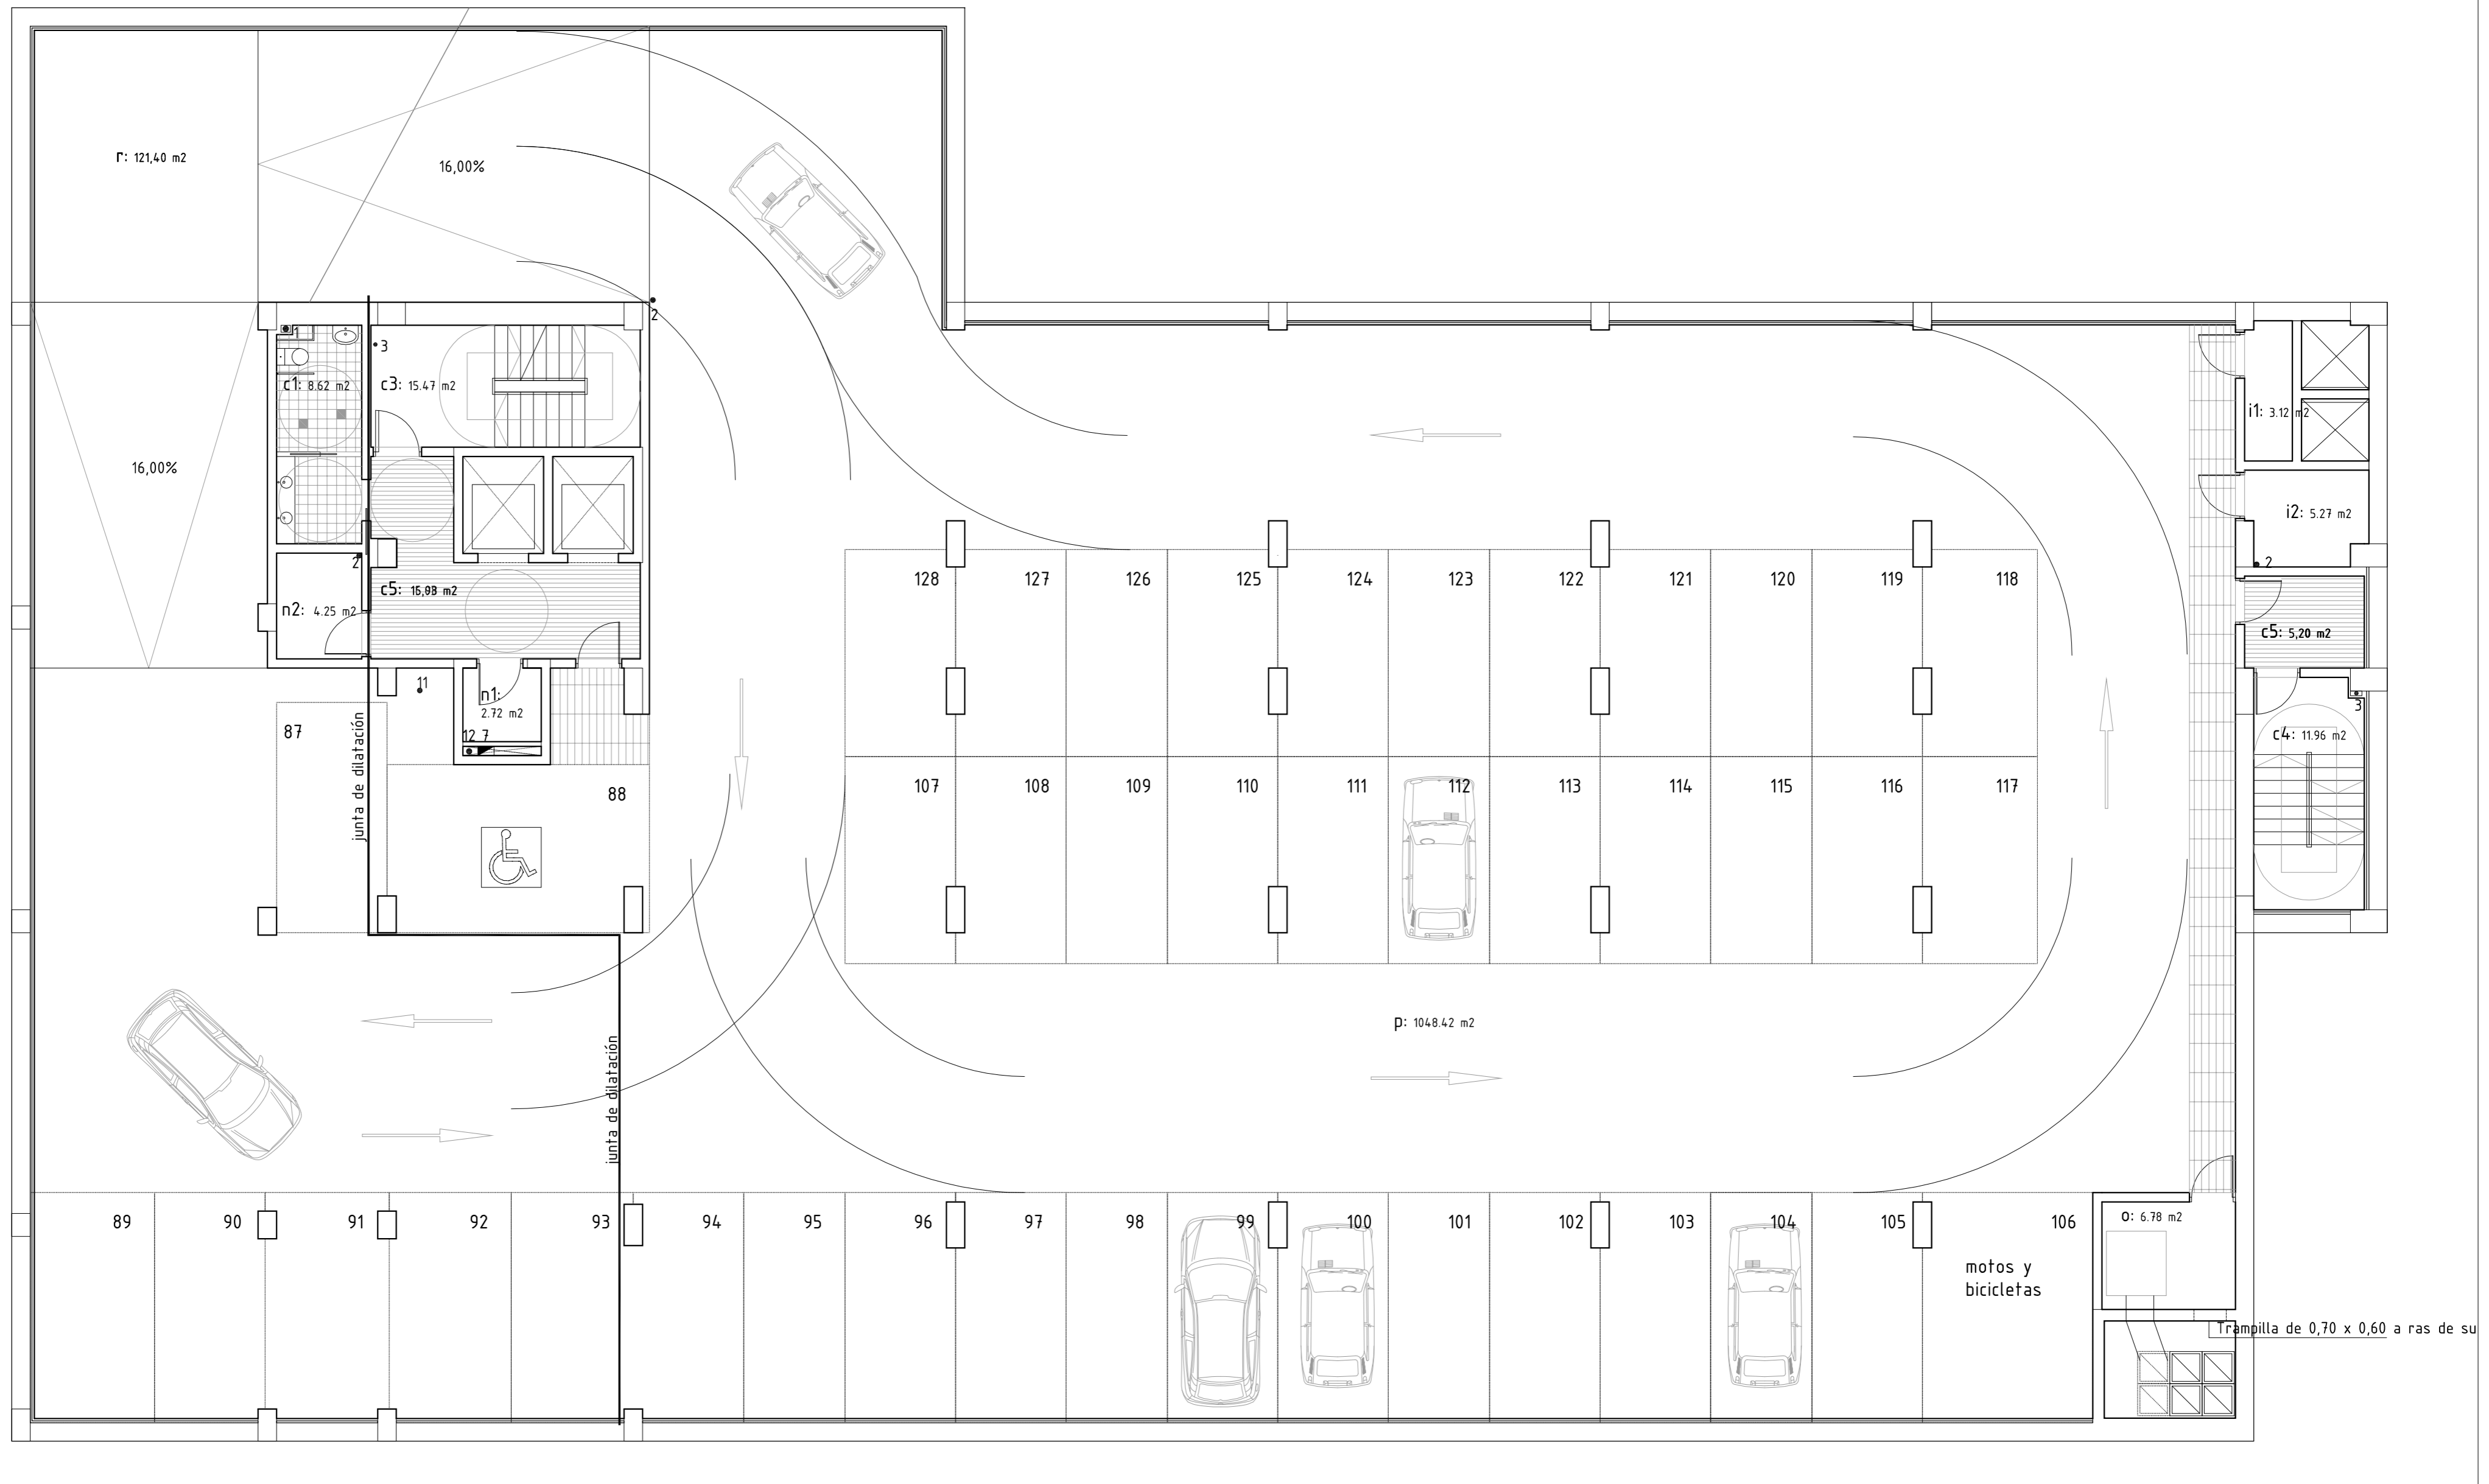 r: 121,40 m2
16,00%
2
1
3
c1: 8.62 m2
c3: 15.47 m2
i1: 3.12 m2
16,00%
i2: 5.27 m2
2
2
128 127 126 125 124 123 122 121 120 119 118
c5:
n2: 4.25 m2
c5: 5,20 m2
11
n1:
2.72 m2
3
87
12 7
c4: 11.96 m2
junta de dilatación
88
107 108 109 110 111 112 113 114 115 116 117
p: 1048.42 m2
junta de dilatación
89 90 91 92 93 94 95 96 97 98 99 100 101 102 103 104 105 106
o: 6.78 m2
motos y
bicicletas
Trampilla de 0,70 x 0,60 a ras de su